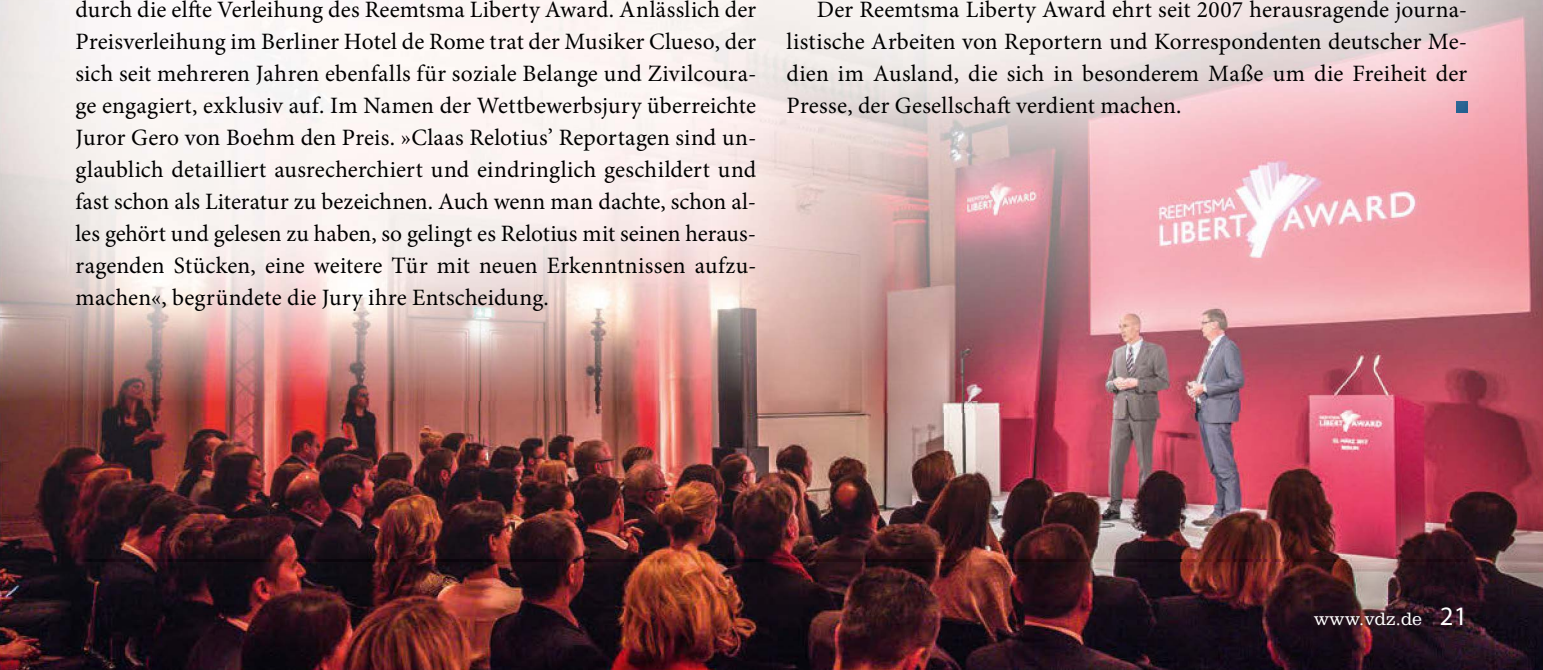 durch die elfte Verleihung des Reemtsma Liberty Award. Anlässlich der
Preisverleihung im Berliner Hotel de Rome trat der Musiker Clueso, der
sich seit mehreren Jahren ebenfalls für soziale Belange und Zivilcoura-
ge engagiert, exklusiv auf. Im Namen der Wettbewerbsjury überreichte
Juror Gero von Boehm den Preis. »Claas Relotius’ Reportagen sind un-
glaublich detailliert ausrecherchiert und eindringlich geschildert und
fast schon als Literatur zu bezeichnen. Auch wenn man dachte, schon al-
les gehört und gelesen zu haben, so gelingt es Relotius mit seinen heraus-
ragenden Stücken, eine weitere Tür mit neuen Erkenntnissen aufzu-
machen«, begründete die Jury ihre Entscheidung.
Der Reemtsma Liberty Award ehrt seit 2007 herausragende journa-
listische Arbeiten von Reportern und Korrespondenten deutscher Me-
dien im Ausland, die sich in besonderem Maße um die Freiheit der
Presse, der Gesellschaft verdient machen.
REEMTSMA
LIBERTY AWARD
REEMTSMA
LIBERTY AWARD
REEMTSMA
LIBERTY AWARD
22. MÄRZ 2017
BERLIN
www.vdz.de 21